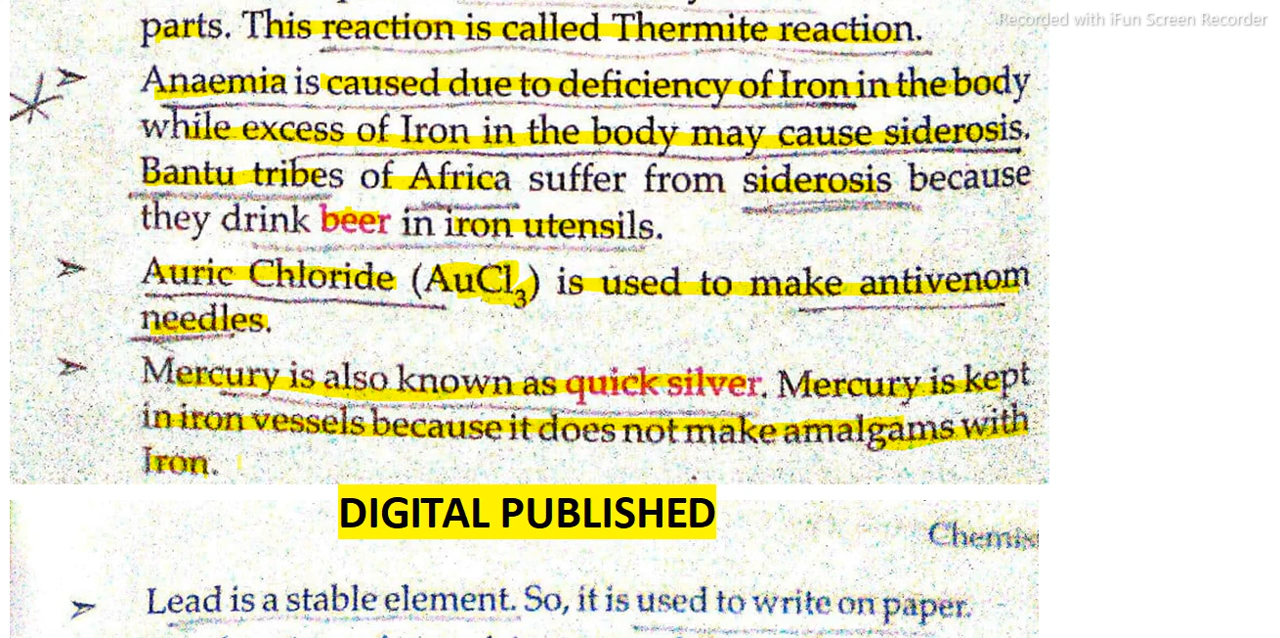 Recorded with iFun Screen Recorder
parts. This reaction is called Thermite reaction.
➢ Anaemia is caused due to deficiency of Iron in the body
while excess of Iron in the body may cause siderosis.
Bantu tribes of Africa suffer from siderosis because
they drink beer in iron utensils.
➢ Auric Chloride (AuCl₃) is used to make antivenom
needles.
➢ Mercury is also known as quick silver. Mercury is kept
in iron vessels because it does not make amalgams with
Iron.
DIGITAL PUBLISHED
Chemis
➢ Lead is a stable element. So, it is used to write on paper.